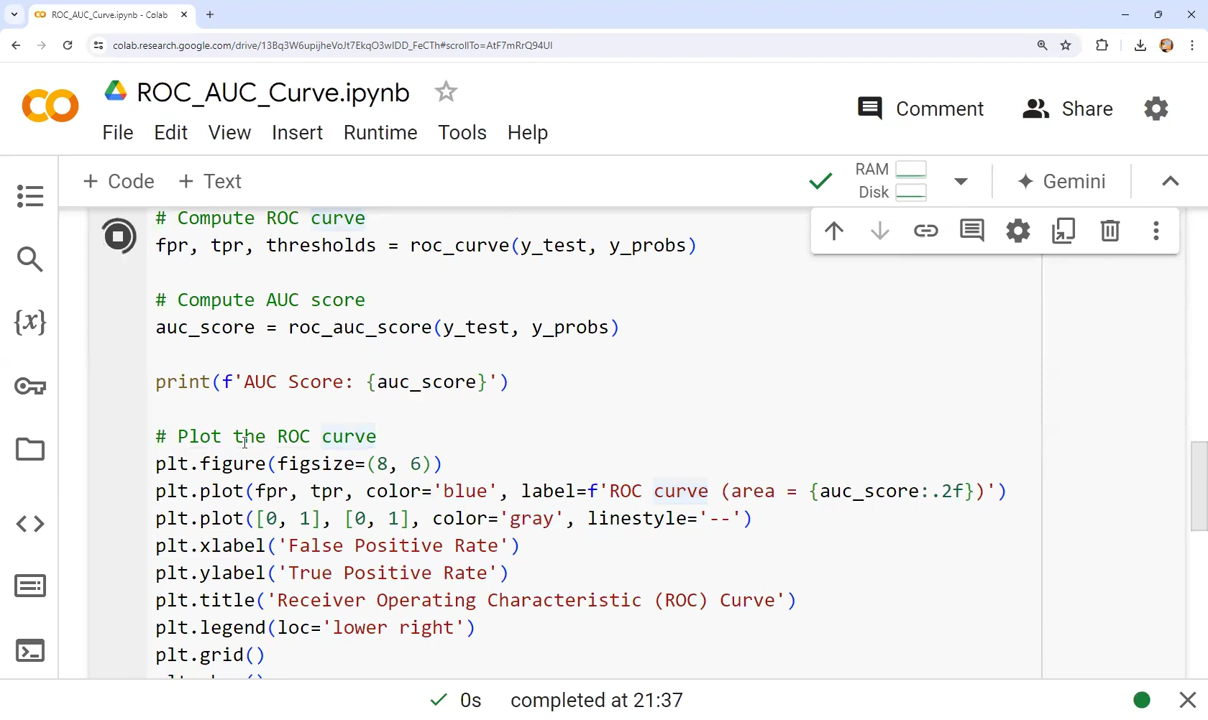 ROC_AUC_Curve.ipynb - Colab
colab.research.google.com/drive/13Bq3W6upijheVoJt7EkqO3wIDD_FeCTh#scrollTo=AtF7mRrQ94UI
ROC_AUC_Curve.ipynb
Comment
Share
File Edit View Insert Runtime Tools Help
+ Code + Text
RAM
Disk
Gemini
# Compute ROC curve
fpr, tpr, thresholds = roc_curve(y_test, y_probs)
# Compute AUC score
auc_score = roc_auc_score(y_test, y_probs)
print(f'AUC Score: {auc_score}')
# Plot the ROC curve
plt.figure(figsize=(8, 6))
plt.plot(fpr, tpr, color='blue', label=f'ROC curve (area = {auc_score:.2f})')
plt.plot([0, 1], [0, 1], color='gray', linestyle='--')
plt.xlabel('False Positive Rate')
plt.ylabel('True Positive Rate')
plt.title('Receiver Operating Characteristic (ROC) Curve')
plt.legend(loc='lower right')
plt.grid()
0s completed at 21:37